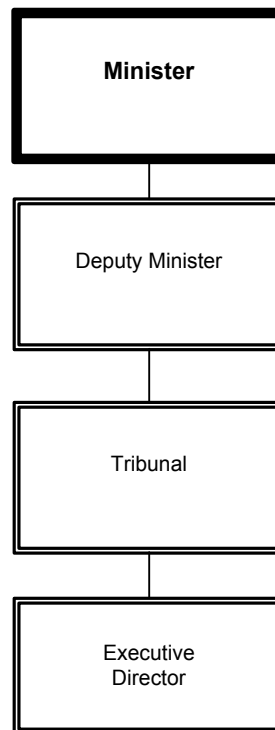 Minister
Deputy Minister
Tribunal
Executive
Director